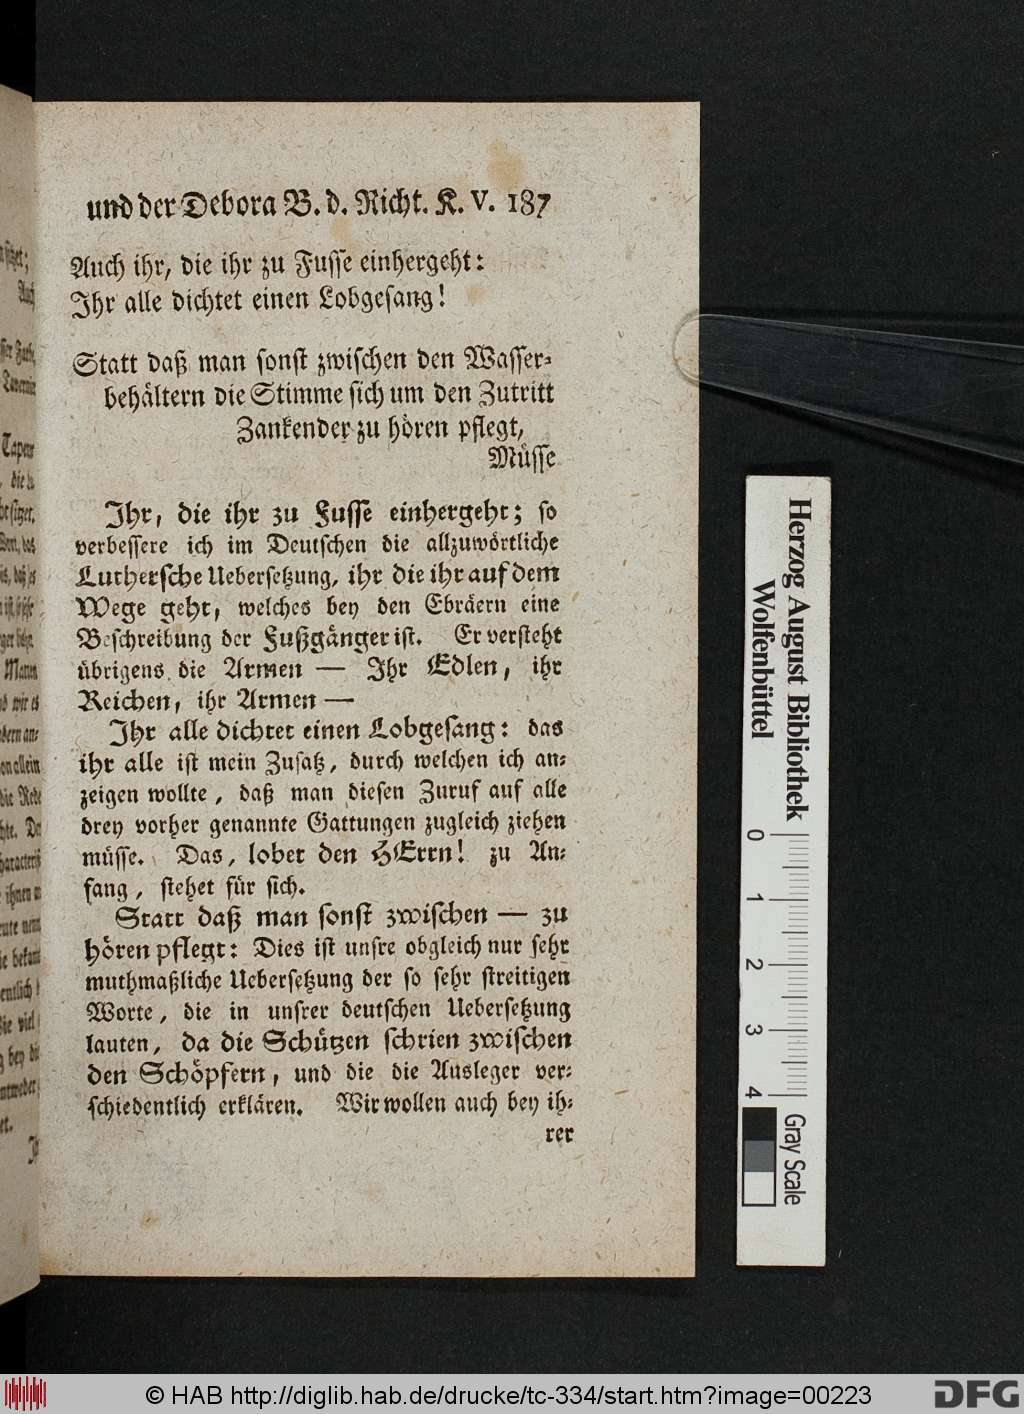 und der Debora B. d. Richt. K. V. 187
Auch ihr, die ihr zu Fusse einhergeht:
Ihr alle dichtet einen Lobgesang!
Statt daß man sonst zwischen den Wasser-
behältern die Stimme sich um den Zutritt
Zankender zu hören pflegt,
Müsse
Ihr, die ihr zu Fusse einhergeht; so
verbessere ich im Deutschen die allzuwörtliche
Luthersche Uebersetzung, ihr die ihr auf dem
Wege geht, welches bey den Ebräern eine
Beschreibung der Fußgänger ist. Er versteht
übrigens die Armen — Ihr Edlen, ihr
Reichen, ihr Armen —
Ihr alle dichtet einen Lobgesang: das
ihr alle ist mein Zusatz, durch welchen ich an-
zeigen wollte, daß man diesen Zuruf auf alle
drey vorher genannte Gattungen zugleich ziehen
müsse. Das, lobet den HErrn! zu An-
fang, stehet für sich.
Statt daß man sonst zwischen — zu
hören pflegt: Dies ist unsre obgleich nur sehr
muthmaßliche Uebersetzung der so sehr streitigen
Worte, die in unsrer deutschen Uebersetzung
lauten, da die Schützen schrien zwischen
den Schöpfern, und die die Ausleger ver-
schiedentlich erklären. Wir wollen auch bey ih-
rer
Herzog August Bibliothek
Wolfenbüttel
0 1 2 3 4
Gray Scale
© HAB http://diglib.hab.de/drucke/tc-334/start.htm?image=00223
DFG